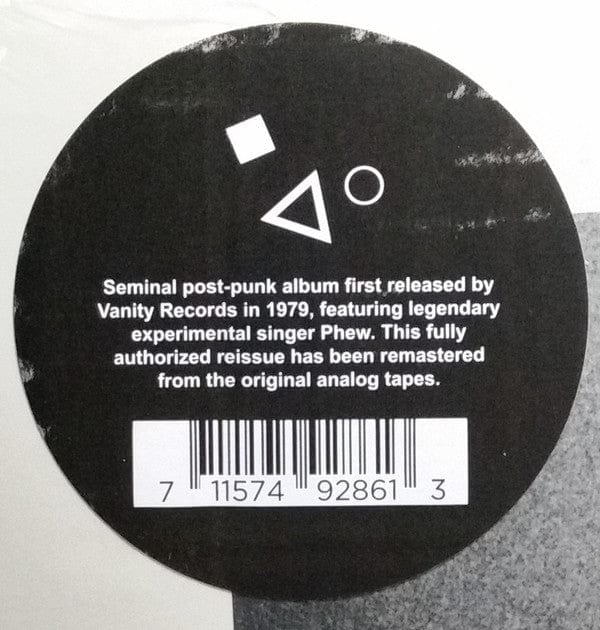 Seminal post-punk album first released by
Vanity Records in 1979, featuring legendary
experimental singer Phew. This fully
authorized reissue has been remastered
from the original analog tapes.
7 11574 92861 3